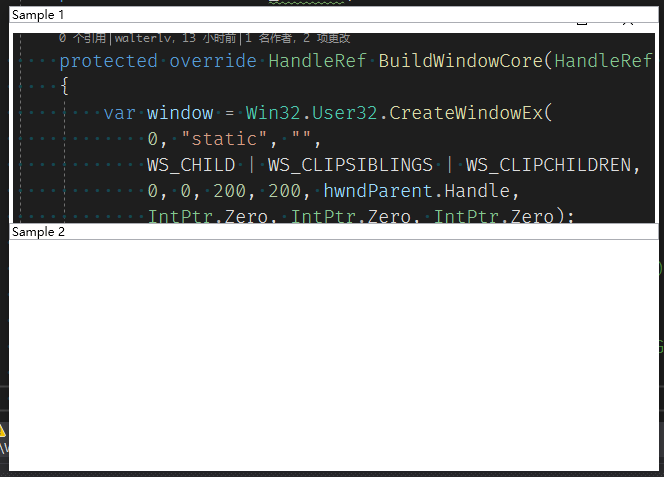 Sample 1
0 个引用 | walterlv，13 小时前 | 1 名作者，2 项更改
protected override HandleRef BuildWindowCore(HandleRef
{
var window = Win32.User32.CreateWindowEx(
0, "static", "",
WS_CHILD | WS_CLIPSIBLINGS | WS_CLIPCHILDREN,
0, 0, 200, 200, hwndParent.Handle,
IntPtr.Zero, IntPtr.Zero, IntPtr.Zero);
Sample 2